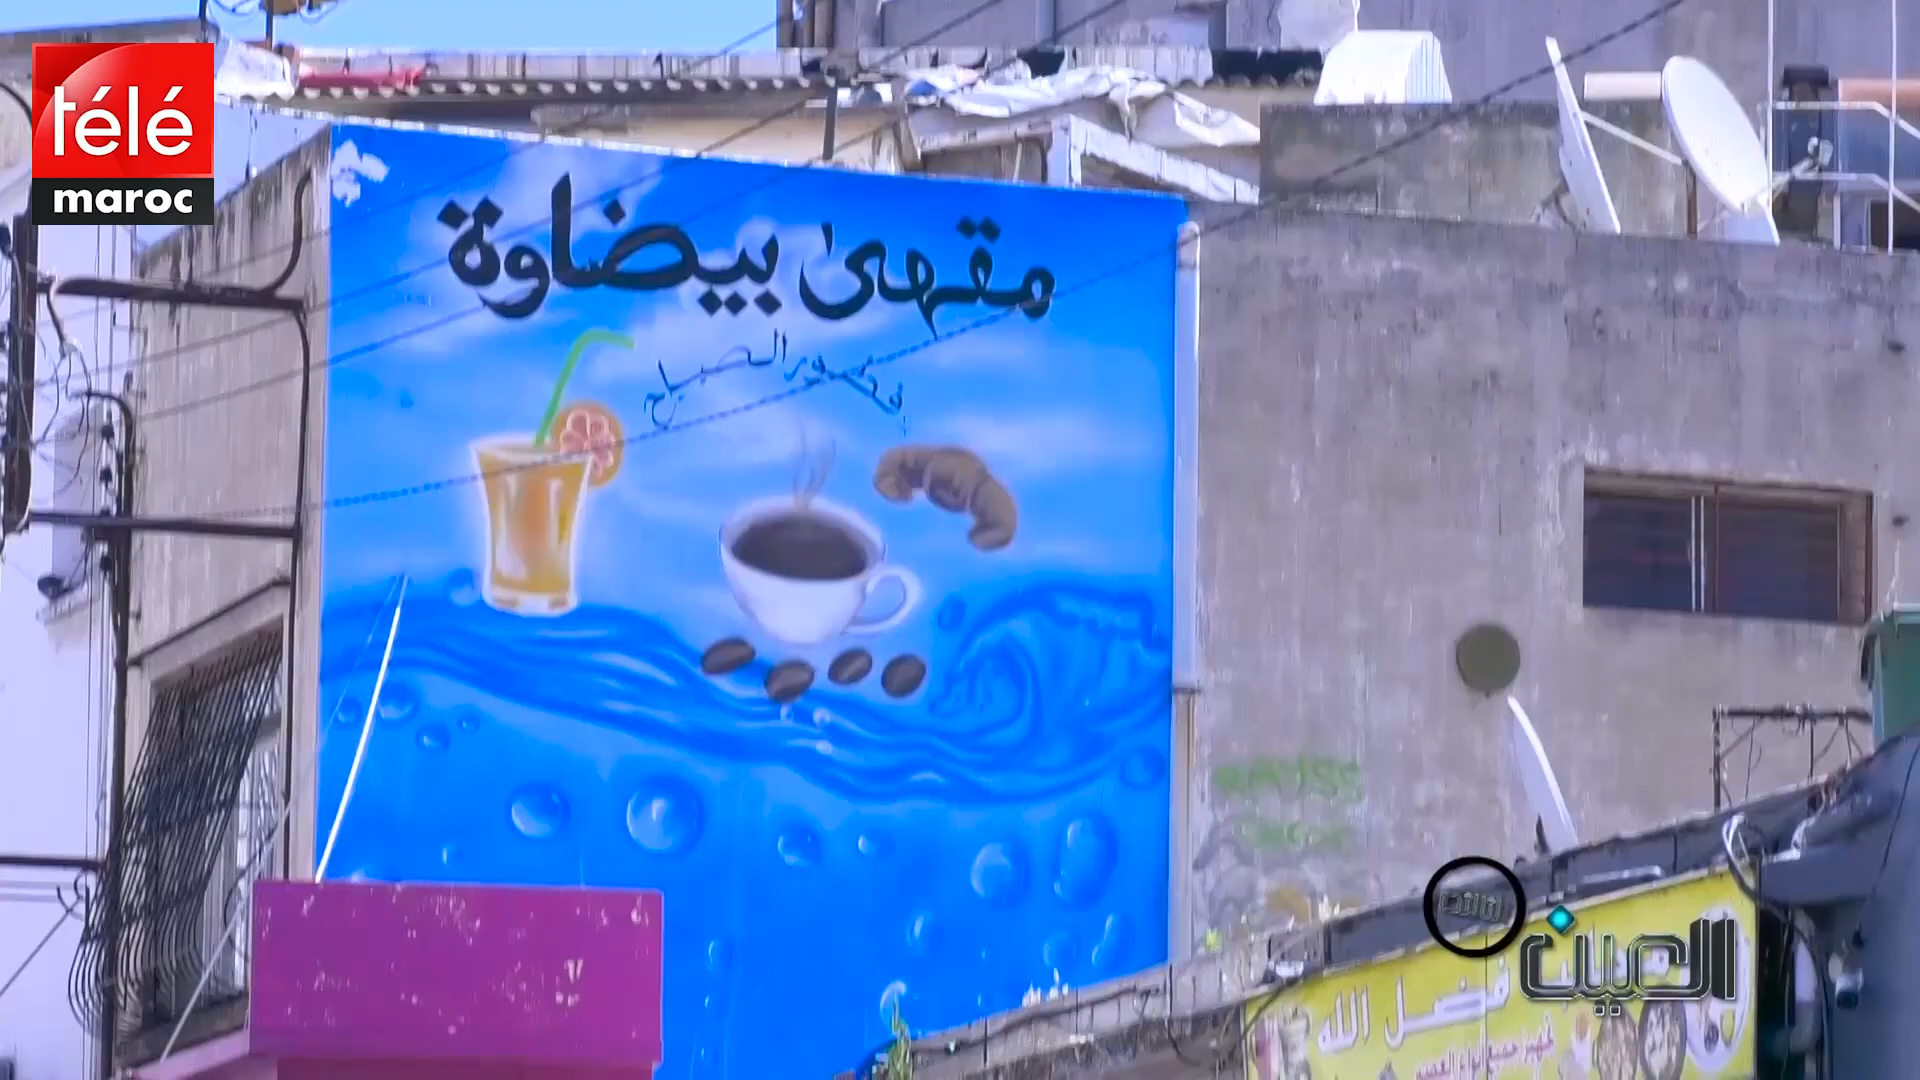 télé
maroc
مقهى بيضاوة
فطور الصباح
العين
فضل الله